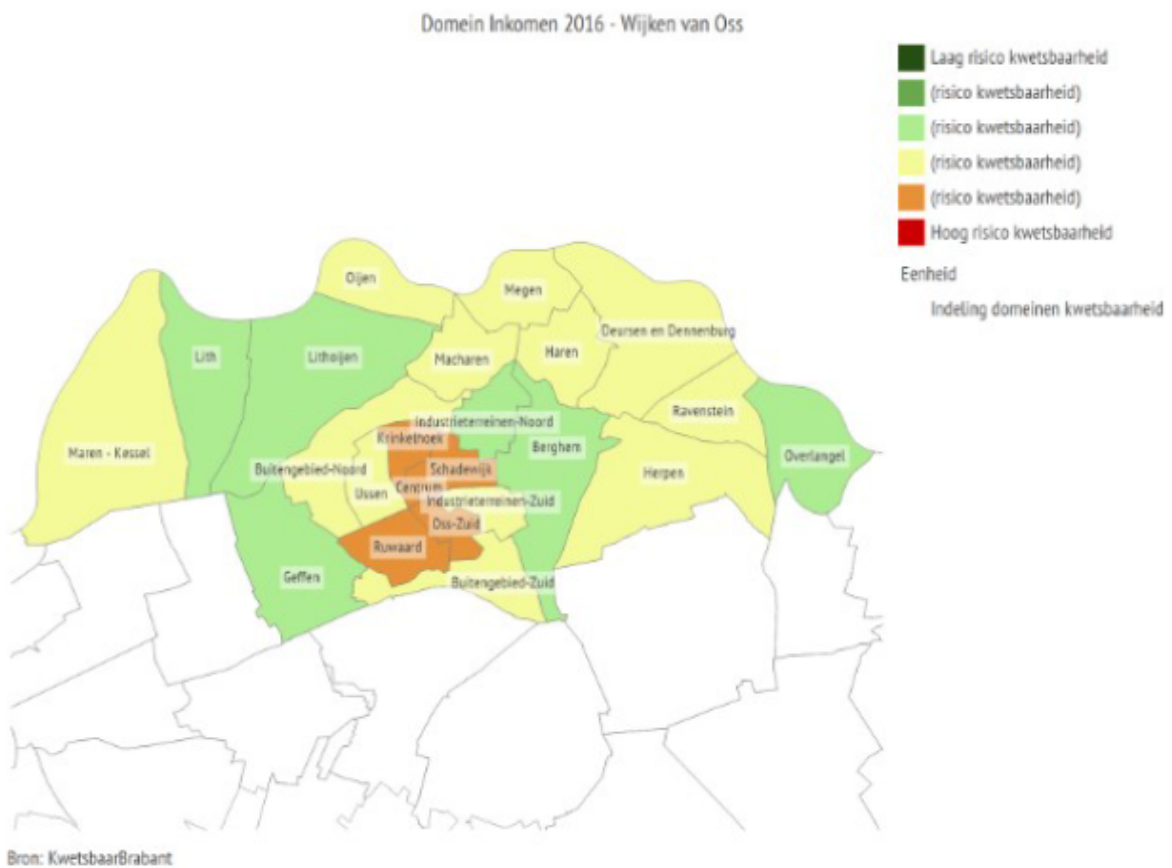 Domein Inkomen 2016 - Wijken van Oss
Laag risico kwetsbaarheid
(risico kwetsbaarheid)
(risico kwetsbaarheid)
(risico kwetsbaarheid)
(risico kwetsbaarheid)
Hoog risico kwetsbaarheid
Eenheid
Indeling domeinen kwetsbaarheid
Oijen
Megen
Deursen en Dennenburg
Lith
Lithoijen
Macharen
Haren
Ravenstein
Industrieterreinen-Noord
Krinkelhoek
Berghem
Maren - Kessel
Overlangel
Buitengebied-Noord
Schadewijk
Herpen
Ussen
Centrum
Industrieterreinen-Zuid
Oss-Zuid
Ruwaard
Geffen
Buitengebied-Zuid
Bron: KwetsbaarBrabant